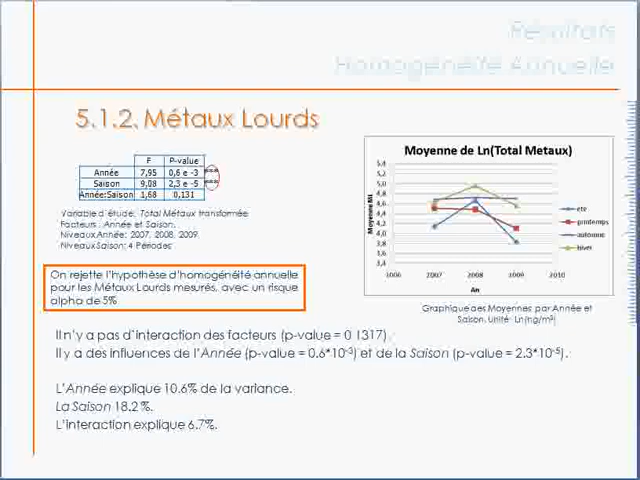 Résultats
Homogénéité Annuelle
5.1.2. Métaux Lourds
F P-value
Année 7,95 0,6 e -3 ***
Saison 9,08 2,3 e -5 ***
Année:Saison 1,68 0,131
Variable d'étude, Total Métaux transformée
Facteurs : Année et Saison.
Niveaux Année: 2007, 2008, 2009.
Niveaux Saison: 4 Périodes
On rejette l'hypothèse d'homogénéité annuelle
pour les Métaux Lourds mesurés, avec un risque
alpha de 5%
Moyenne de Ln(Total Metaux)
5,4
5,2
5,0
4,8
4,6
4,4
4,2
4,0
3,8
3,6
3,4
2007 2008 2009 2010
An
ete
printemps
automne
hiver
Graphique des Moyennes par Année et
Saison. Unité: Ln(ng/m³)
Il n'y a pas d'interaction des facteurs (p-value = 0.1317).
Il y a des influences de l'Année (p-value = 0.6*10⁻³) et de la Saison (p-value = 2.3*10⁻⁵).
L'Année explique 10.6% de la variance.
La Saison 18.2%.
L'interaction explique 6.7%.